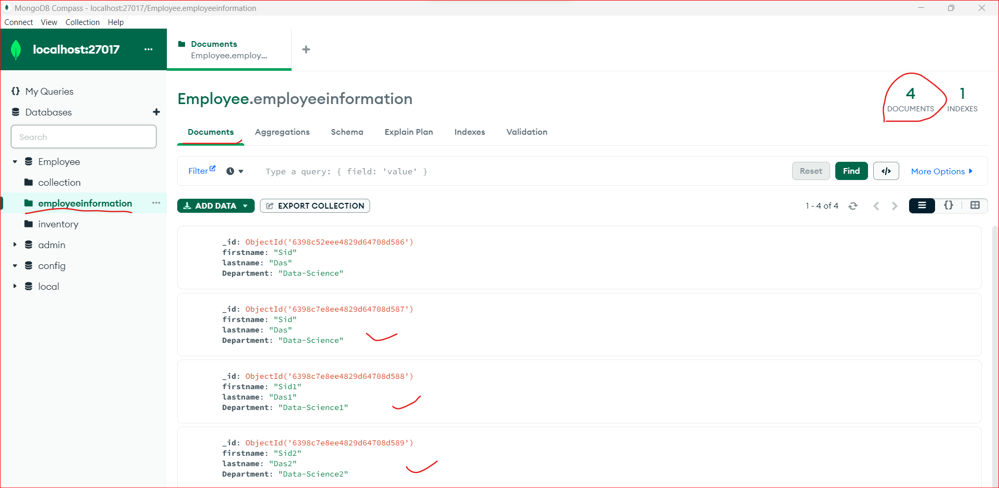 MongoDB Compass - localhost:27017/Employee.employeeinformation
Connect View Collection Help
localhost:27017 ...
Documents
Employee.employ...
+
{} My Queries
Databases +
Search
Employee
collection
employeeinformation ...
inventory
admin
config
local
Employee.employeeinformation
4
DOCUMENTS
1
INDEXES
Documents Aggregations Schema Explain Plan Indexes Validation
Filter Type a query: { field: 'value' } Reset Find </> More Options
ADD DATA EXPORT COLLECTION 1 - 4 of 4 {}
_id: ObjectId('6398c52eee4829d64708d586')
firstname: "Sid"
lastname: "Das"
Department: "Data-Science"
_id: ObjectId('6398c7e8ee4829d64708d587')
firstname: "Sid"
lastname: "Das"
Department: "Data-Science"
_id: ObjectId('6398c7e8ee4829d64708d588')
firstname: "Sid1"
lastname: "Das1"
Department: "Data-Science1"
_id: ObjectId('6398c7e8ee4829d64708d589')
firstname: "Sid2"
lastname: "Das2"
Department: "Data-Science2"